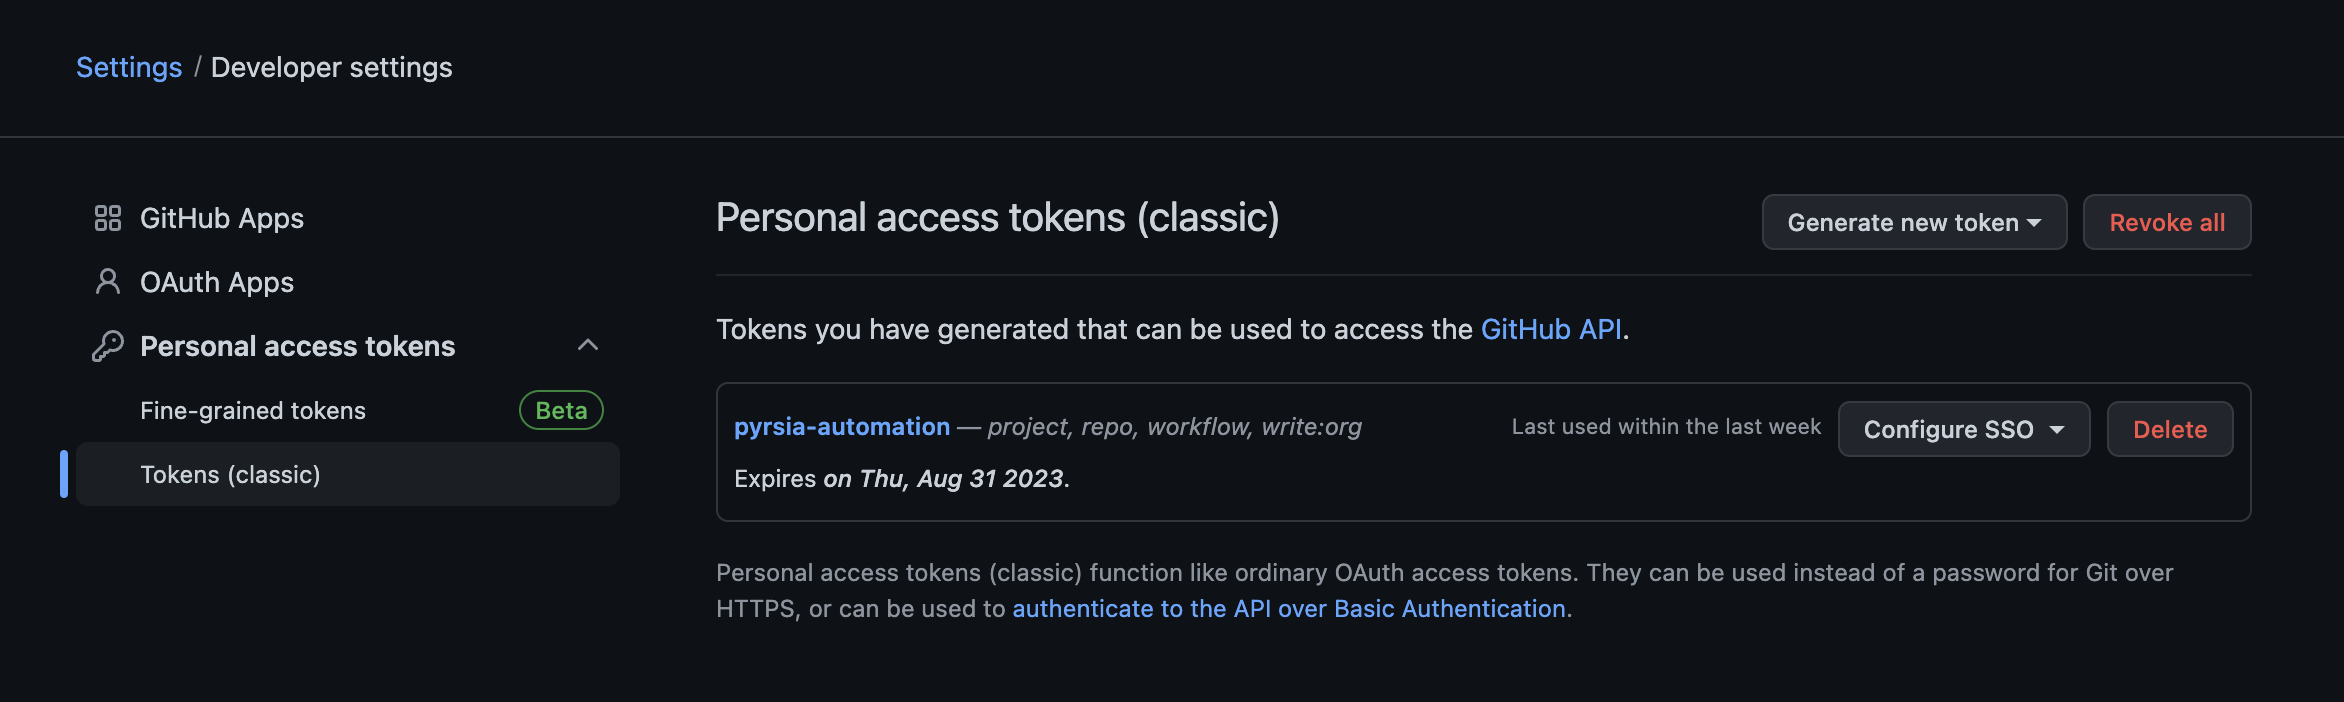 Settings / Developer settings
GitHub Apps
OAuth Apps
Personal access tokens
Fine-grained tokens Beta
Tokens (classic)
Personal access tokens (classic) Generate new token Revoke all
Tokens you have generated that can be used to access the GitHub API.
pyrsia-automation — project, repo, workflow, write:org Last used within the last week Configure SSO Delete
Expires on Thu, Aug 31 2023.
Personal access tokens (classic) function like ordinary OAuth access tokens. They can be used instead of a password for Git over
HTTPS, or can be used to authenticate to the API over Basic Authentication.